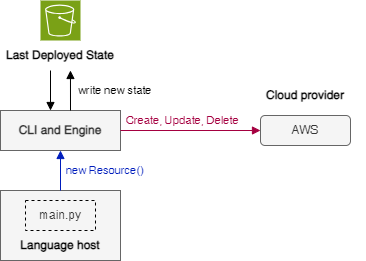 Last Deployed State
write new state
Cloud provider
CLI and Engine
Create, Update, Delete
AWS
new Resource()
main.py
Language host